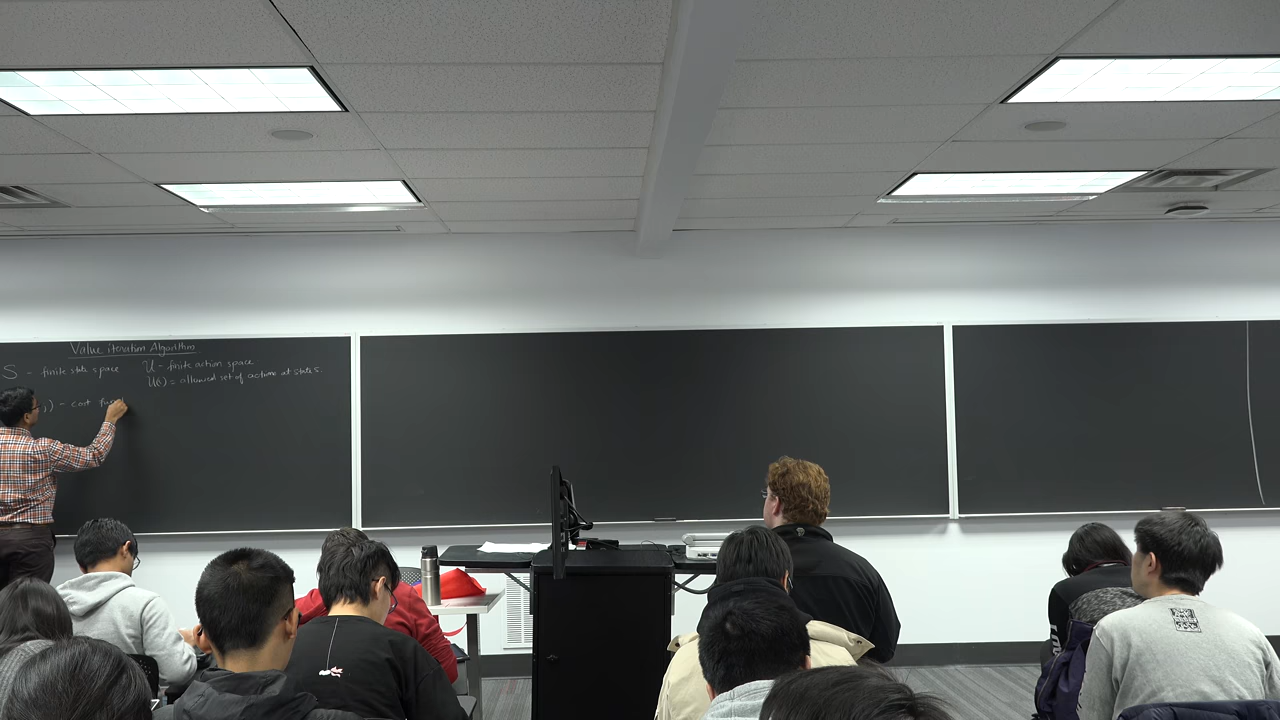 Value iteration Algorithm
S - finite state space U - finite action space
U(s) = allowed set of actions at state s.
- cost